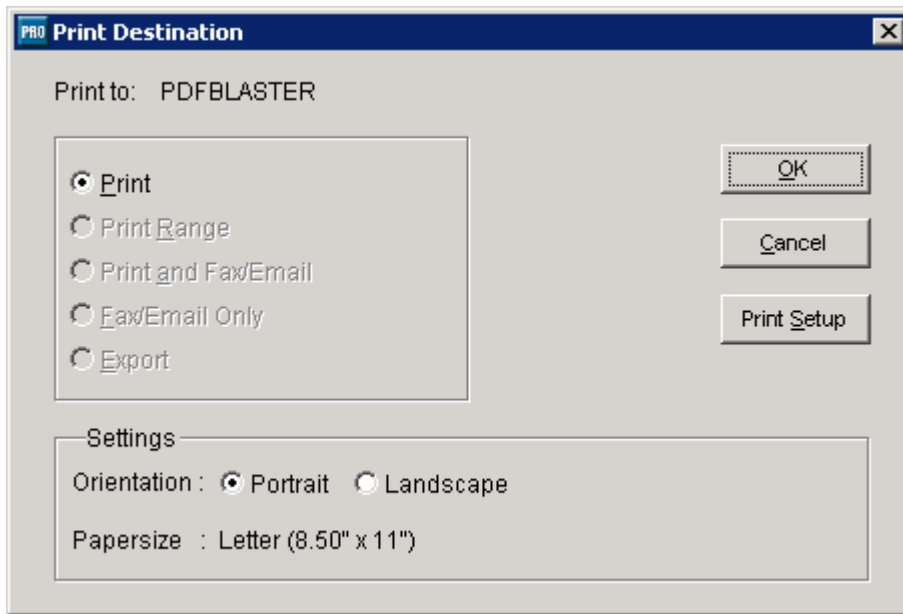 PRO Print Destination
Print to: PDFBLASTER
Print
Print Range
Print and Fax/Email
Fax/Email Only
Export
OK
Cancel
Print Setup
Settings
Orientation : Portrait Landscape
Papersize : Letter (8.50" x 11")